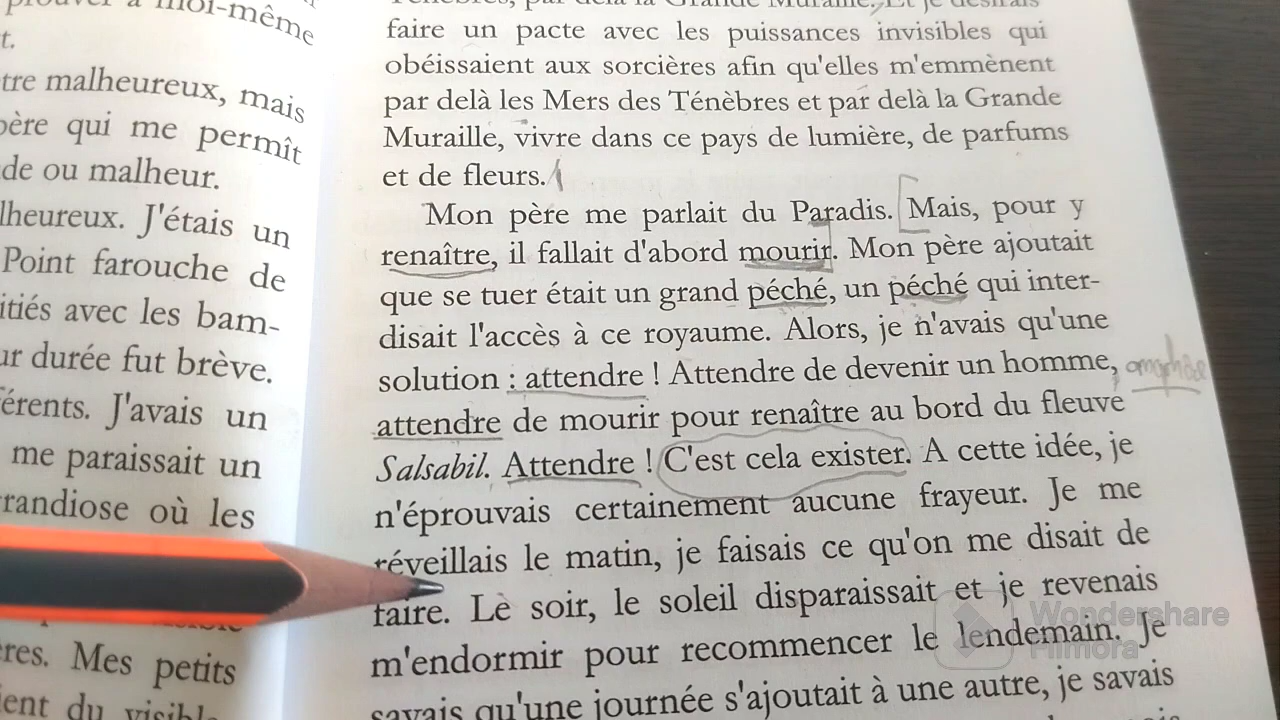 moi-même
t.
tre malheureux, mais
père qui me permît
de ou malheur.
lheureux. J'étais un
Point farouche de
itiés avec les bam-
ur durée fut brève.
érents. J'avais un
me paraissait un
randiose où les
res. Mes petits
ient du visibl
faire un pacte avec les puissances invisibles qui
obéissaient aux sorcières afin qu'elles m'emmènent
par delà les Mers des Ténèbres et par delà la Grande
Muraille, vivre dans ce pays de lumière, de parfums
et de fleurs.
Mon père me parlait du Paradis. Mais, pour y
renaître, il fallait d'abord mourir. Mon père ajoutait
que se tuer était un grand péché, un péché qui inter-
disait l'accès à ce royaume. Alors, je n'avais qu'une
solution : attendre ! Attendre de devenir un homme,
attendre de mourir pour renaître au bord du fleuve
Salsabil. Attendre ! C'est cela exister. A cette idée, je
n'éprouvais certainement aucune frayeur. Je me
réveillais le matin, je faisais ce qu'on me disait de
faire. Le soir, le soleil disparaissait et je revenais
m'endormir pour recommencer le lendemain. Je
savais qu'une journée s'ajoutait à une autre, je savais
Wondershare
Filmora